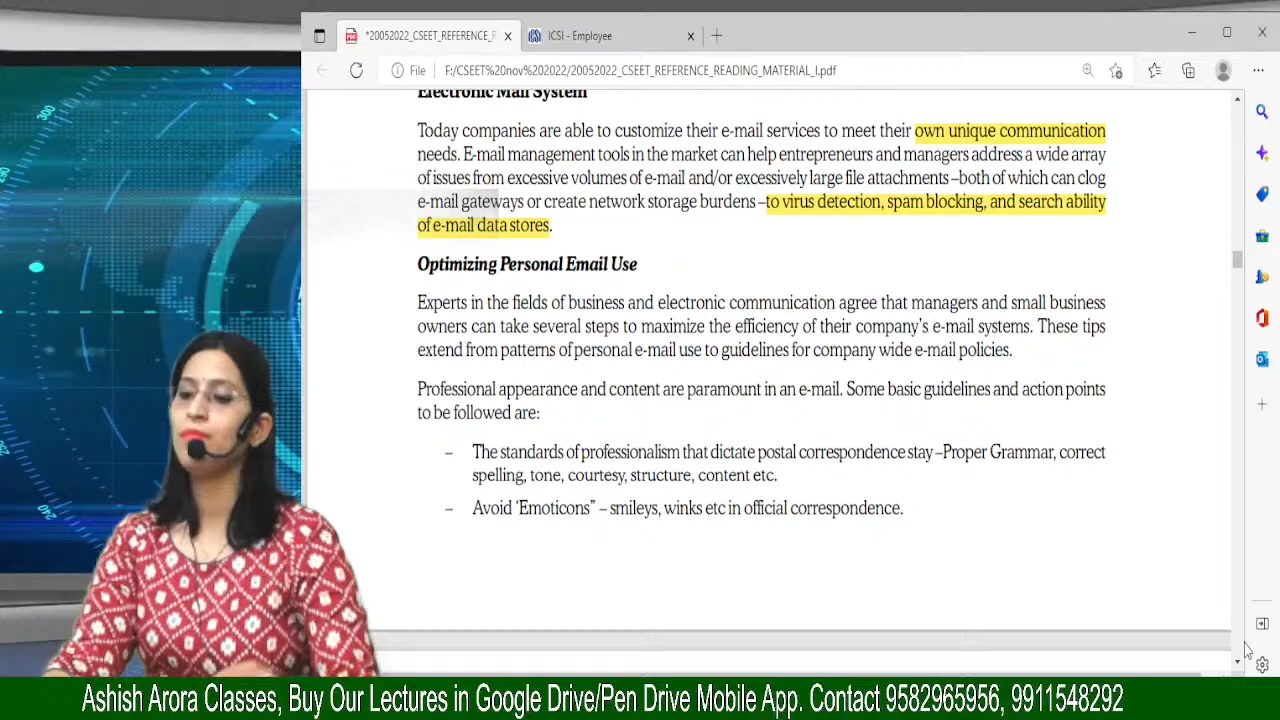 *20052022_CSEET_REFERENCE_R
ICSI - Employee
File
F:/CSEET%20nov%202022/20052022_CSEET_REFERENCE_READING_MATERIAL_I.pdf
Electronic Mail System
Today companies are able to customize their e-mail services to meet their own unique communication
needs. E-mail management tools in the market can help entrepreneurs and managers address a wide array
of issues from excessive volumes of e-mail and/or excessively large file attachments –both of which can clog
e-mail gateways or create network storage burdens –to virus detection, spam blocking, and search ability
of e-mail data stores.
Optimizing Personal Email Use
Experts in the fields of business and electronic communication agree that managers and small business
owners can take several steps to maximize the efficiency of their company's e-mail systems. These tips
extend from patterns of personal e-mail use to guidelines for company wide e-mail policies.
Professional appearance and content are paramount in an e-mail. Some basic guidelines and action points
to be followed are:
– The standards of professionalism that dictate postal correspondence stay –Proper Grammar, correct
spelling, tone, courtesy, structure, content etc.
– Avoid ‘Emoticons” – smileys, winks etc in official correspondence.
300
240
Ashish Arora Classes, Buy Our Lectures in Google Drive/Pen Drive Mobile App. Contact 9582965956, 9911548292